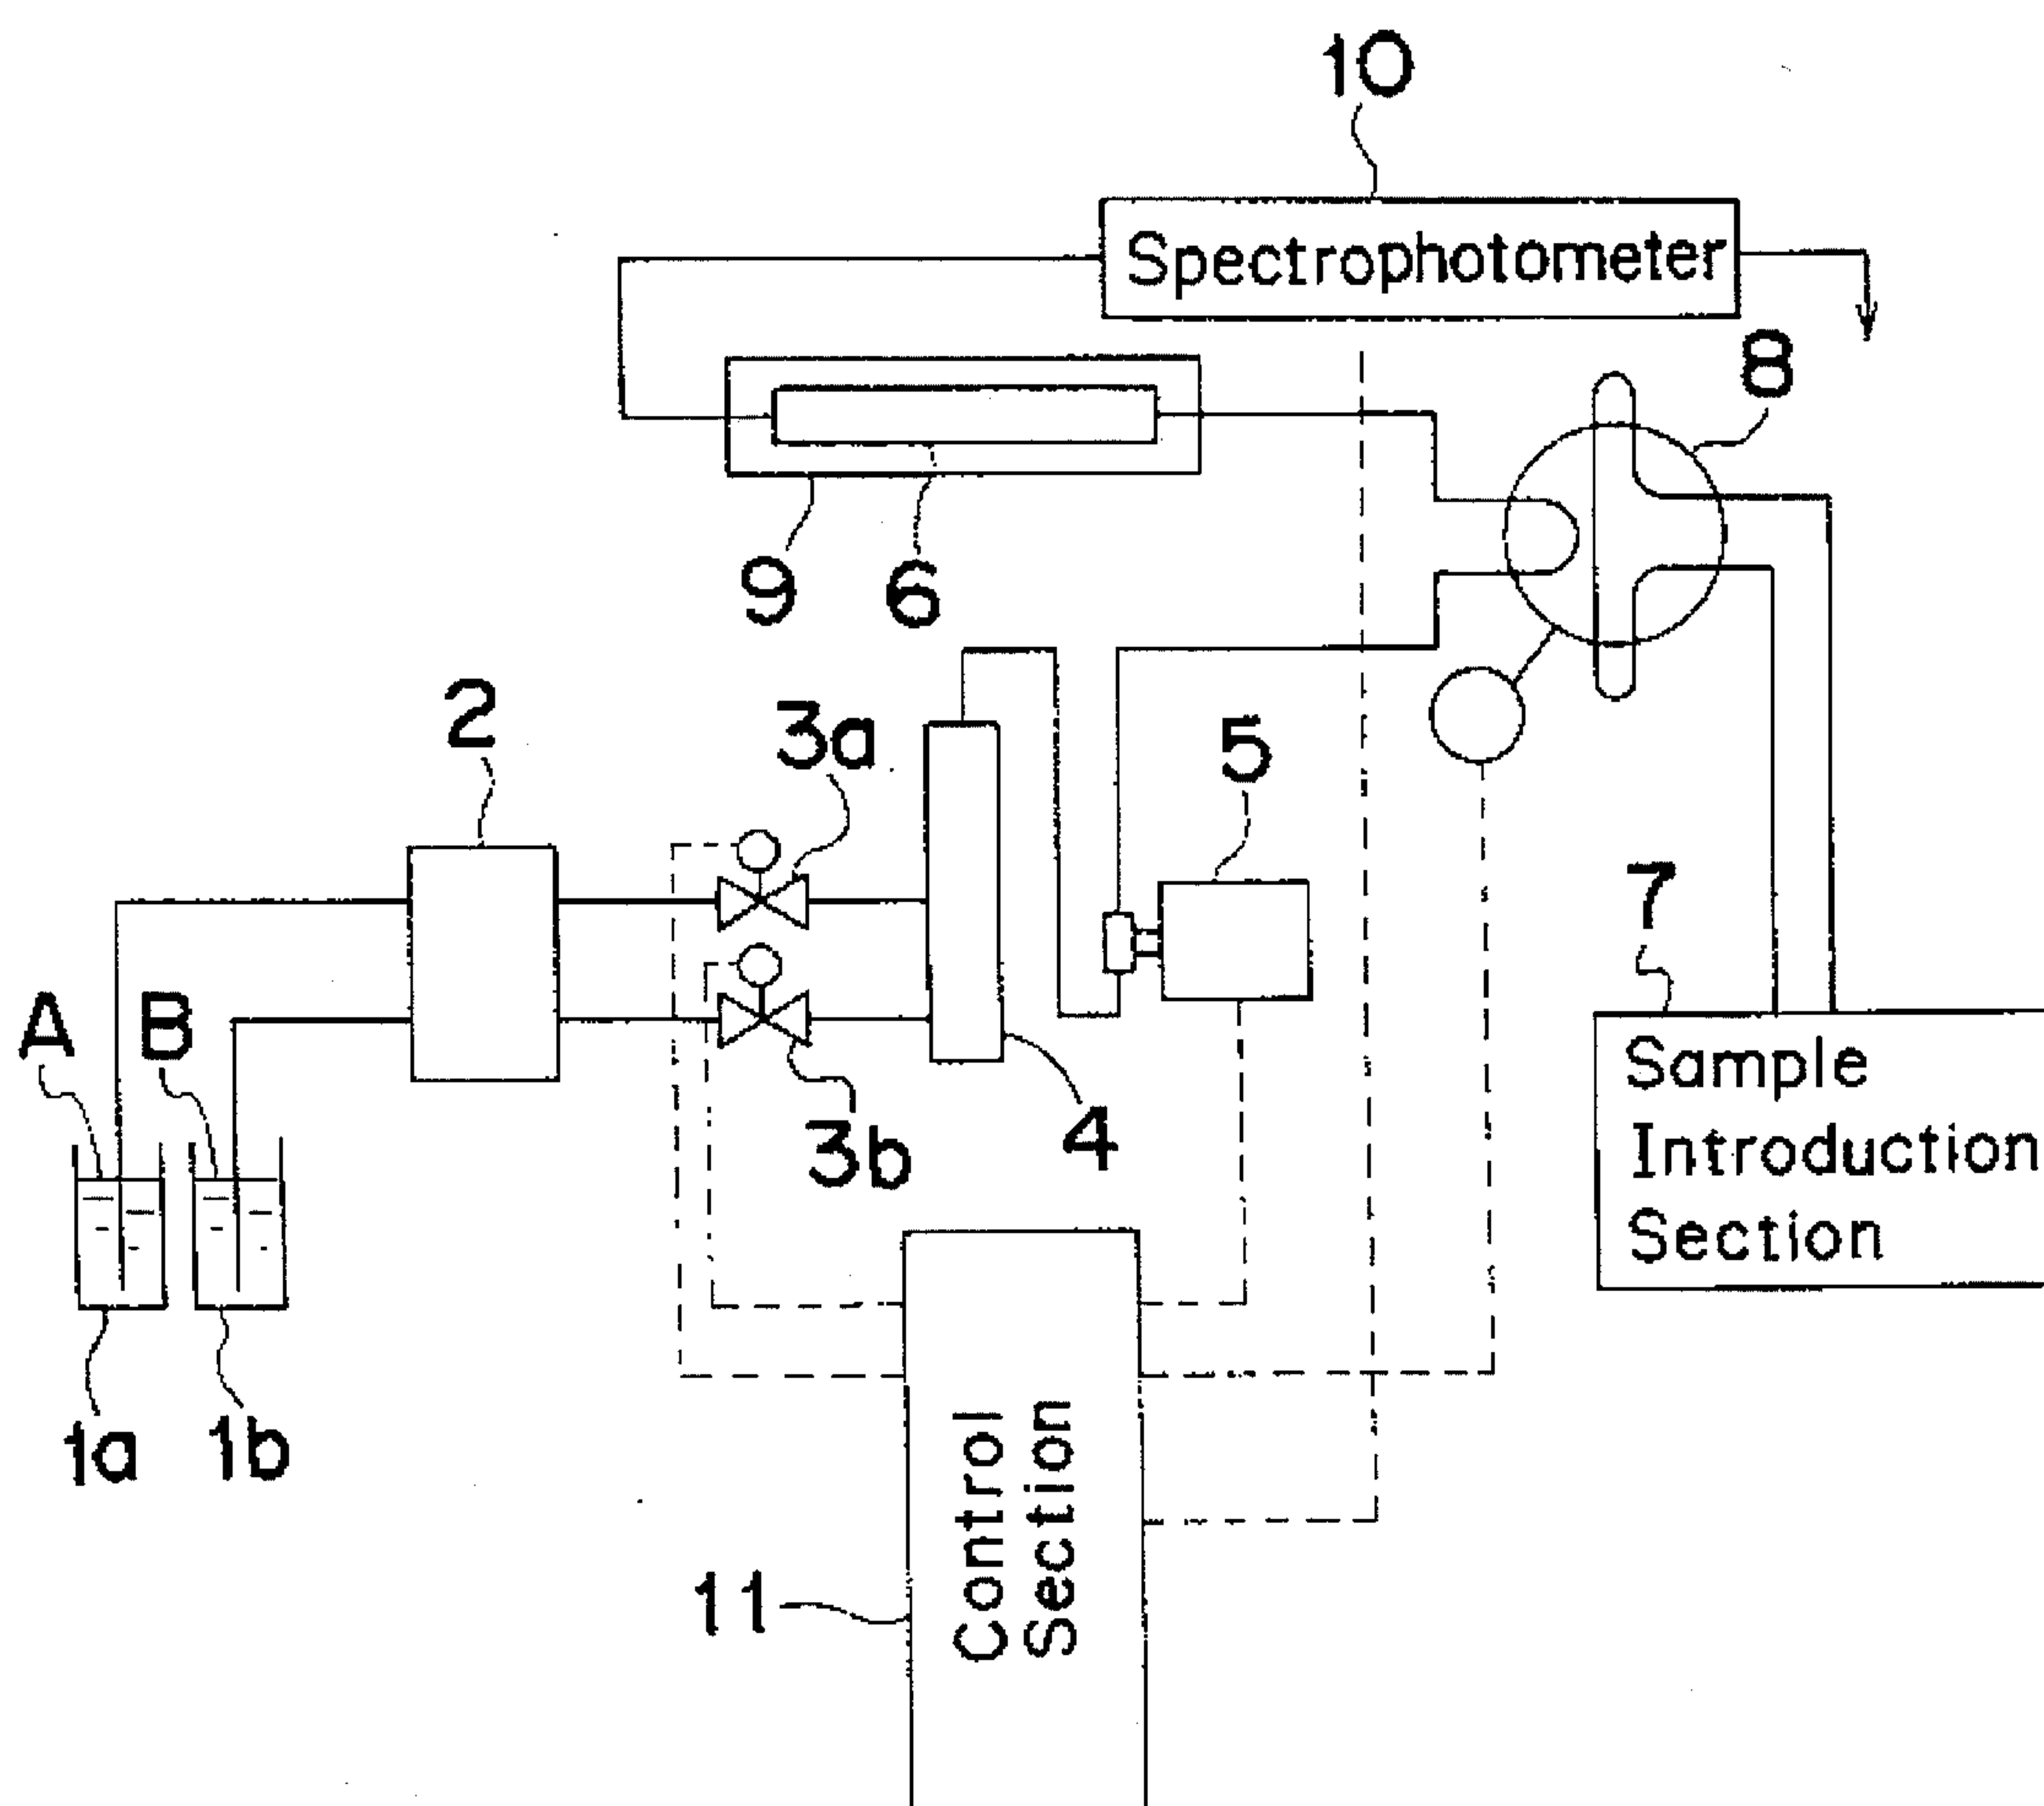 10
Spectrophotometer
8
9
6
2
3a
5
7
A
B
Sample
Introduction
Section
3b
4
1a
1b
Control
Section
11